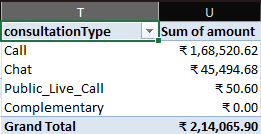 T U
consultationType Sum of amount
Call ₹ 1,68,520.62
Chat ₹ 45,494.68
Public_Live_Call ₹ 50.60
Complementary ₹ 0.00
Grand Total ₹ 2,14,065.90